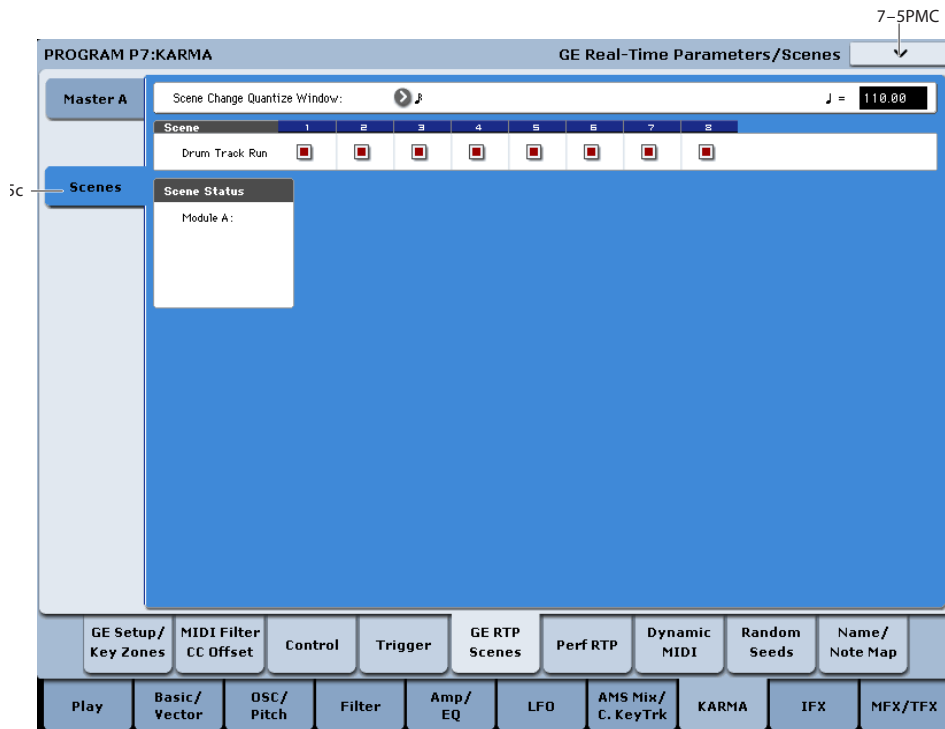 7–5PMC
PROGRAM P7:KARMA GE Real-Time Parameters/Scenes
Master A
Scene Change Quantize Window: ♪ ♩ = 110.00
Scene 1 2 3 4 5 6 7 8
Drum Track Run
5c
Scenes
Scene Status
Module A:
GE Setup/ Key Zones
MIDI Filter CC Offset
Control
Trigger
GE RTP Scenes
Perf RTP
Dynamic MIDI
Random Seeds
Name/ Note Map
Play
Basic/ Vector
OSC/ Pitch
Filter
Amp/ EQ
LFO
AMS Mix/ C. KeyTrk
KARMA
IFX
MFX/TFX